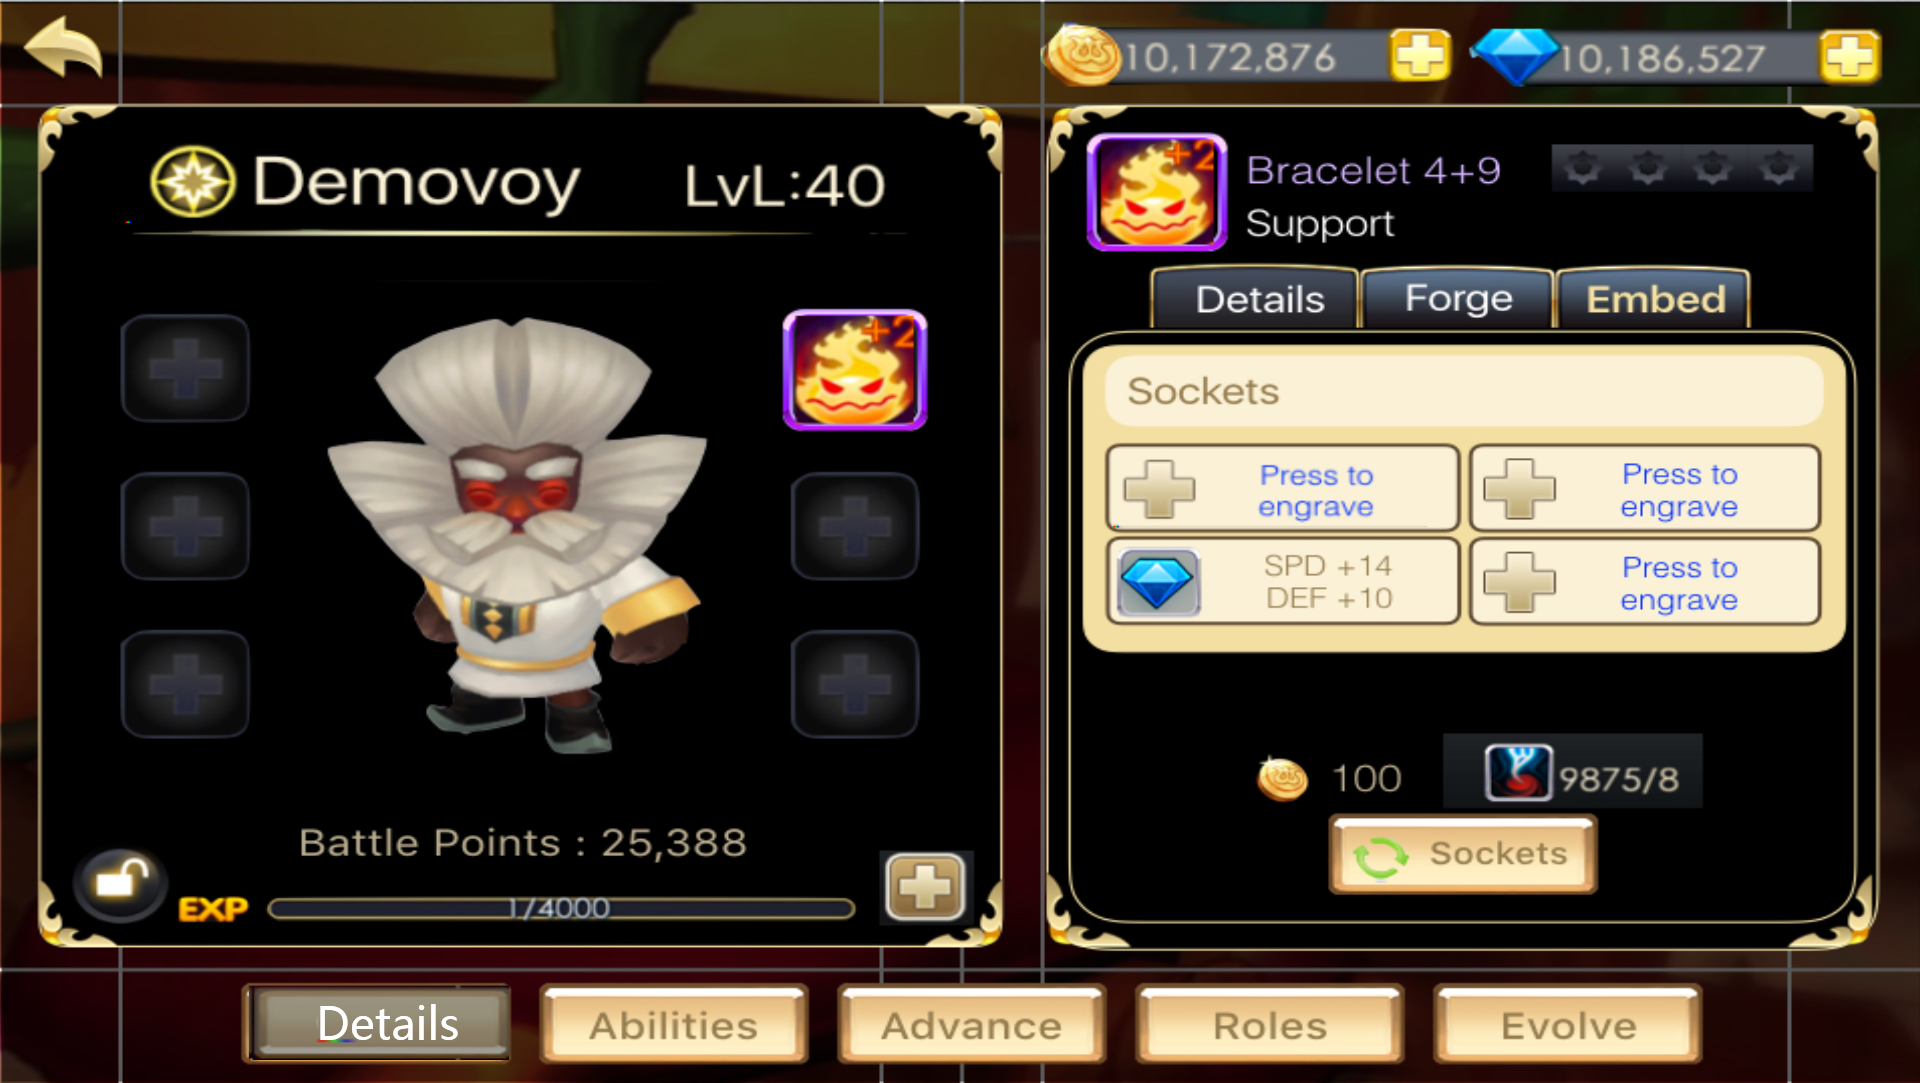 10,172,876
10,186,527
Demovoy LvL:40
+2
Battle Points : 25,388
EXP 1/4000
+2
Bracelet 4+9
Support
Details Forge Embed
Sockets
Press to
engrave
Press to
engrave
SPD +14
DEF +10
Press to
engrave
100 9875/8
Sockets
Details Abilities Advance Roles Evolve